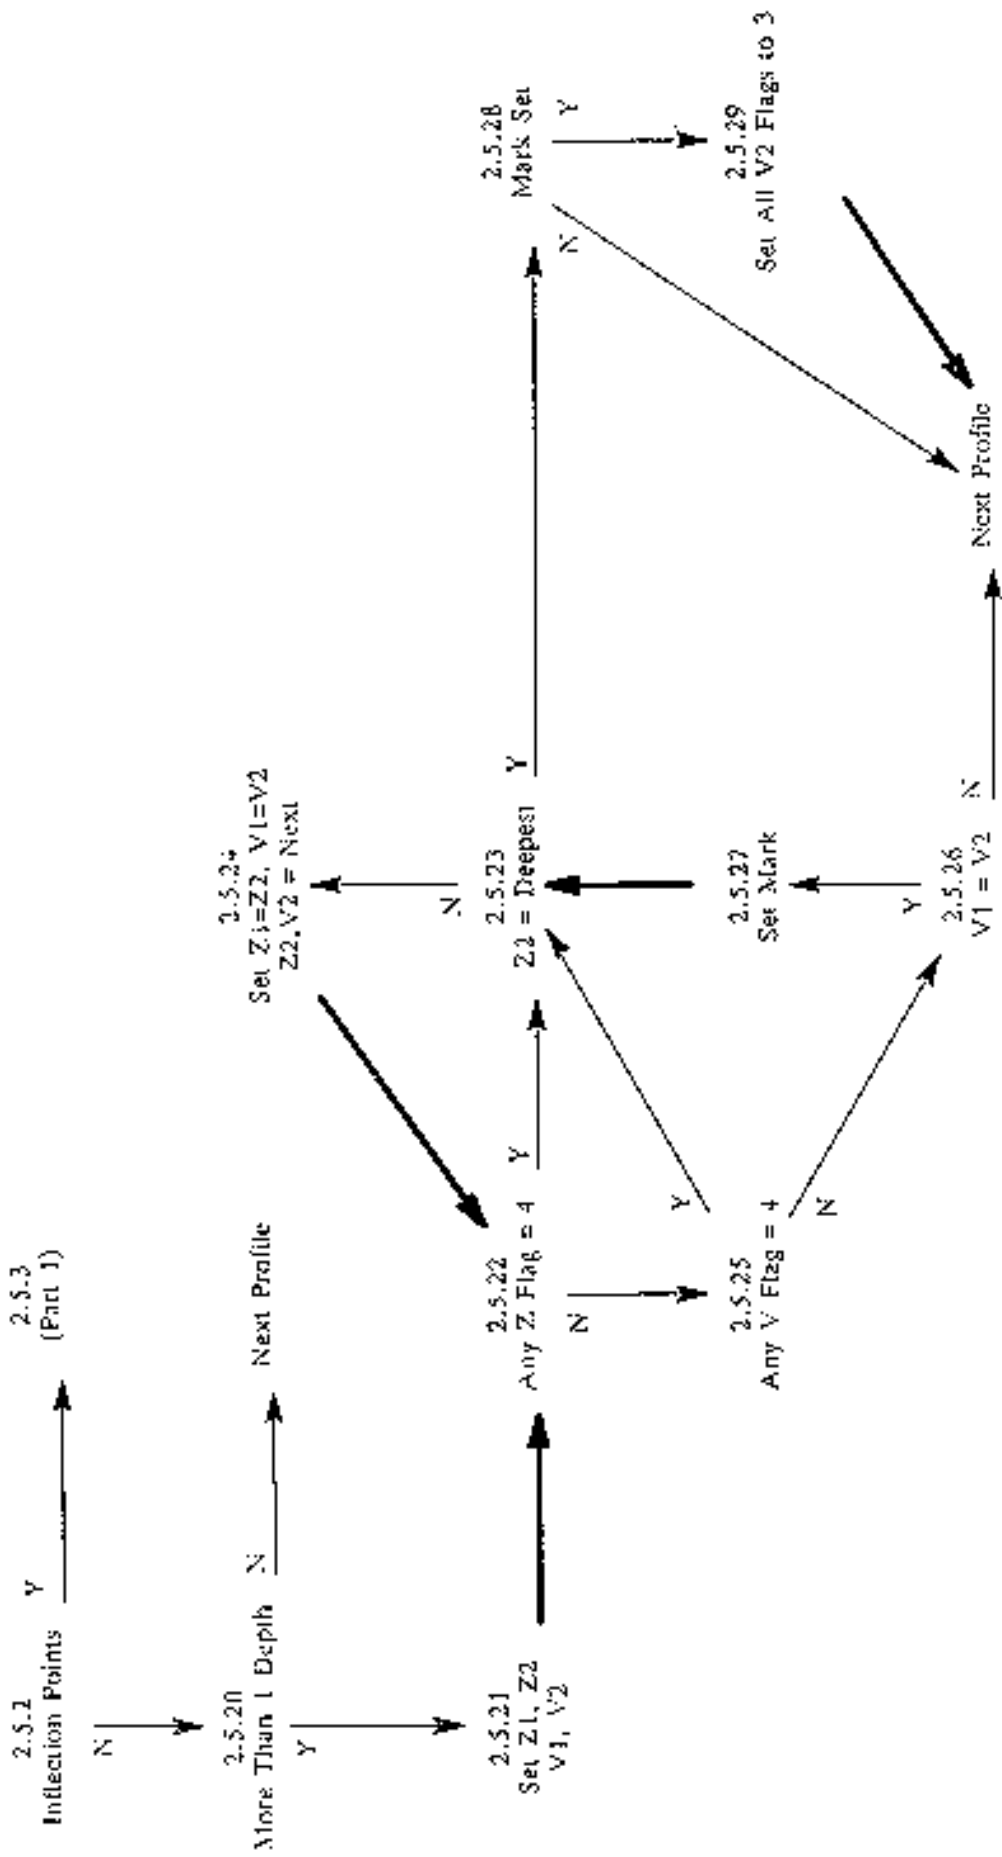 2.5.2
Inflection Points
Y
2.5.3
(Part 1)
N
2.5.20
More Than 1 Depth
N
Next Profile
Y
2.5.21
Set Z1, Z2
V1, V2
2.5.22
Any Z Flag = 4
Y
N
2.5.24
Set Z1=Z2, V1=V2
Z2, V2 = Next
N
2.5.23
Z2 = Deepest
Y
2.5.28
Mark Set
Y
N
2.5.25
Any V Flag = 4
Y
N
2.5.27
Set Mark
Y
2.5.26
V1 = V2
N
2.5.29
Set All V2 Flags to 3
Next Profile